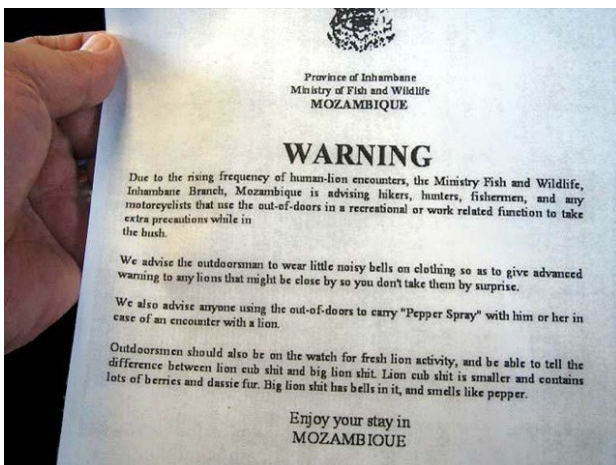 Province of Inhambane
Ministry of Fish and Wildlife
MOZAMBIQUE
WARNING
Due to the rising frequency of human-lion encounters, the Ministry Fish and Wildlife,
Inhambane Branch, Mozambique is advising hikers, hunters, fishermen, and any
motorcyclists that use the out-of-doors in a recreational or work related function to take
extra precautions while in
the bush.
We advise the outdoorsman to wear little noisy bells on clothing so as to give advanced
warning to any lions that might be close by so you don't take them by surprise.
We also advise anyone using the out-of-doors to carry "Pepper Spray" with him or her in
case of an encounter with a lion.
Outdoorsmen should also be on the watch for fresh lion activity, and be able to tell the
difference between lion cub shit and big lion shit. Lion cub shit is smaller and contains
lots of berries and dassie fur. Big lion shit has bells in it, and smells like pepper.
Enjoy your stay in
MOZAMBIQUE